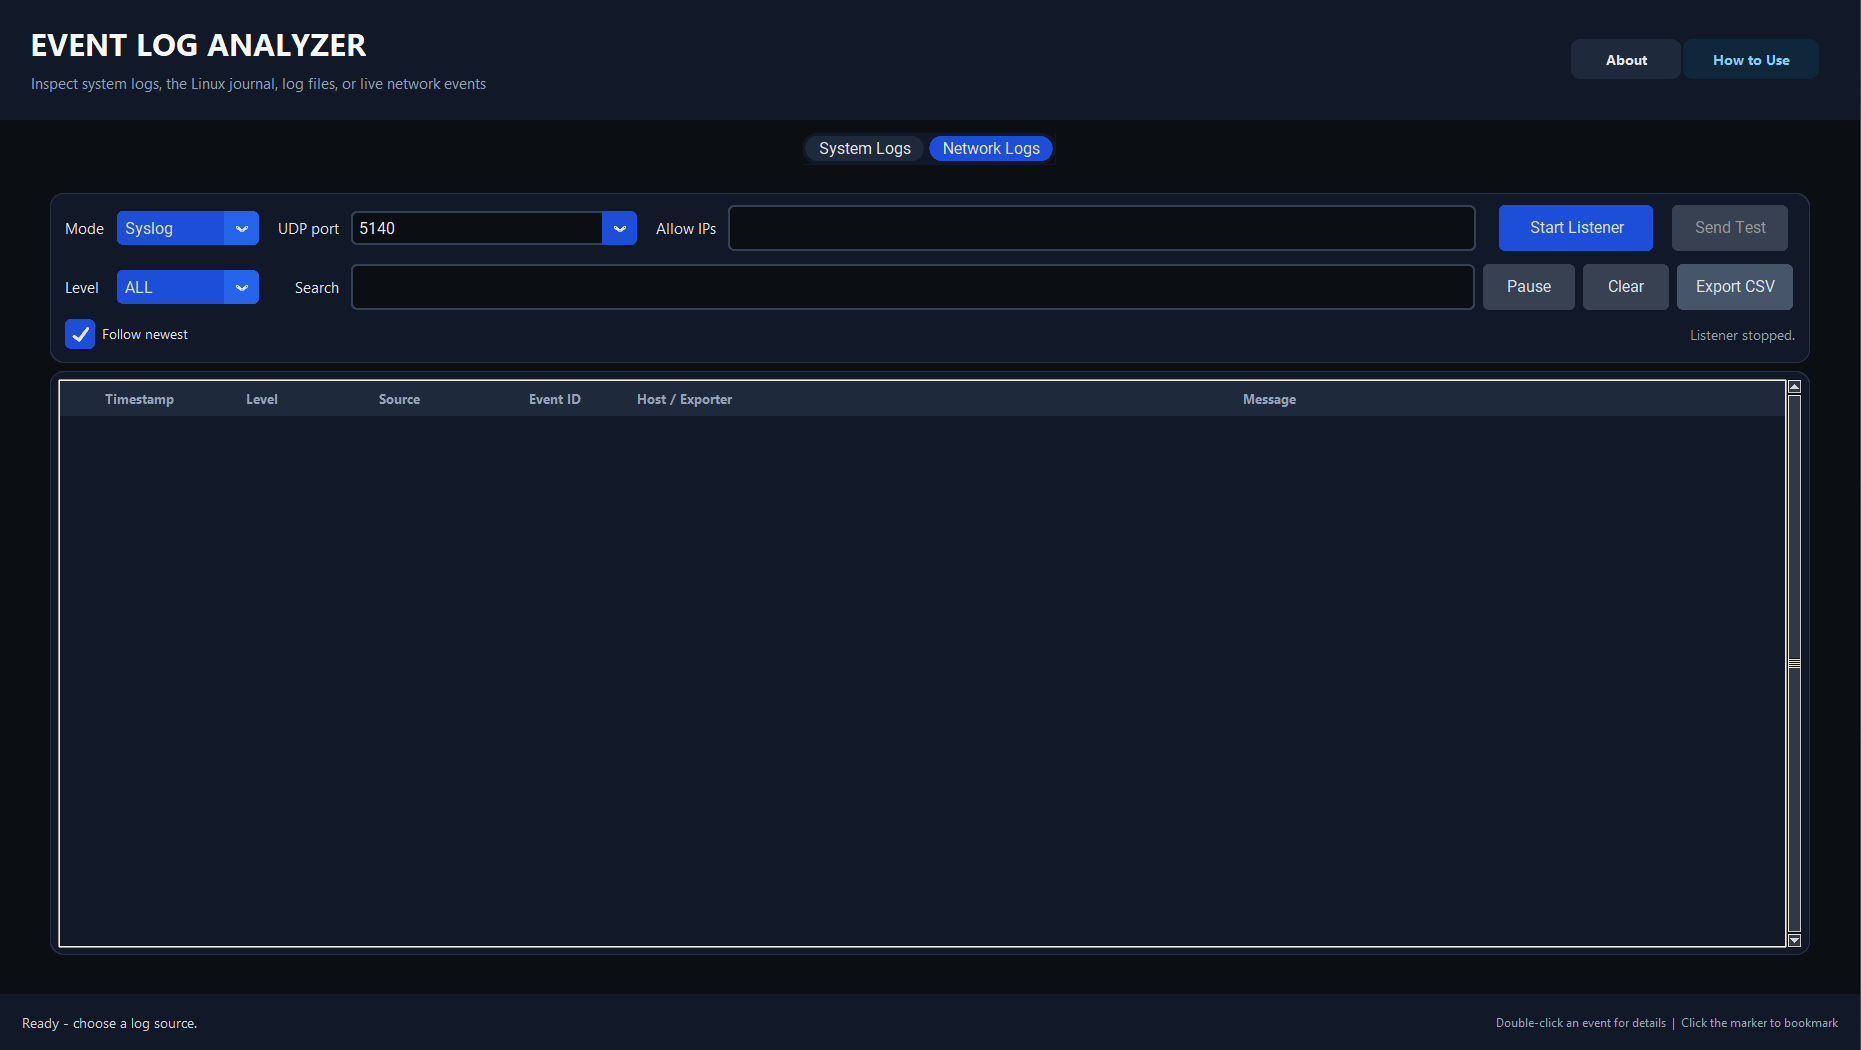 EVENT LOG ANALYZER
Inspect system logs, the Linux journal, log files, or live network events
About
How to Use
System Logs
Network Logs
Mode
Syslog
UDP port
5140
Allow IPs
Start Listener
Send Test
Level
ALL
Search
Pause
Clear
Export CSV
Follow newest
Listener stopped.
Timestamp
Level
Source
Event ID
Host / Exporter
Message
Ready - choose a log source.
Double-click an event for details | Click the marker to bookmark